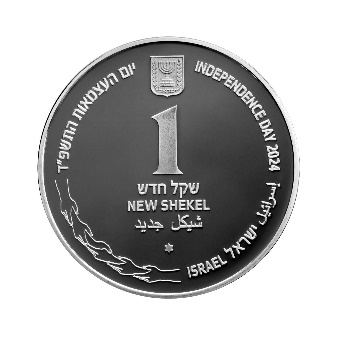 יום העצמאות התשפ"ד
INDEPENDENCE DAY 2024
1
שקל חדש
NEW SHEKEL
شيكل جديد
ISRAEL ישראל إسرائيل